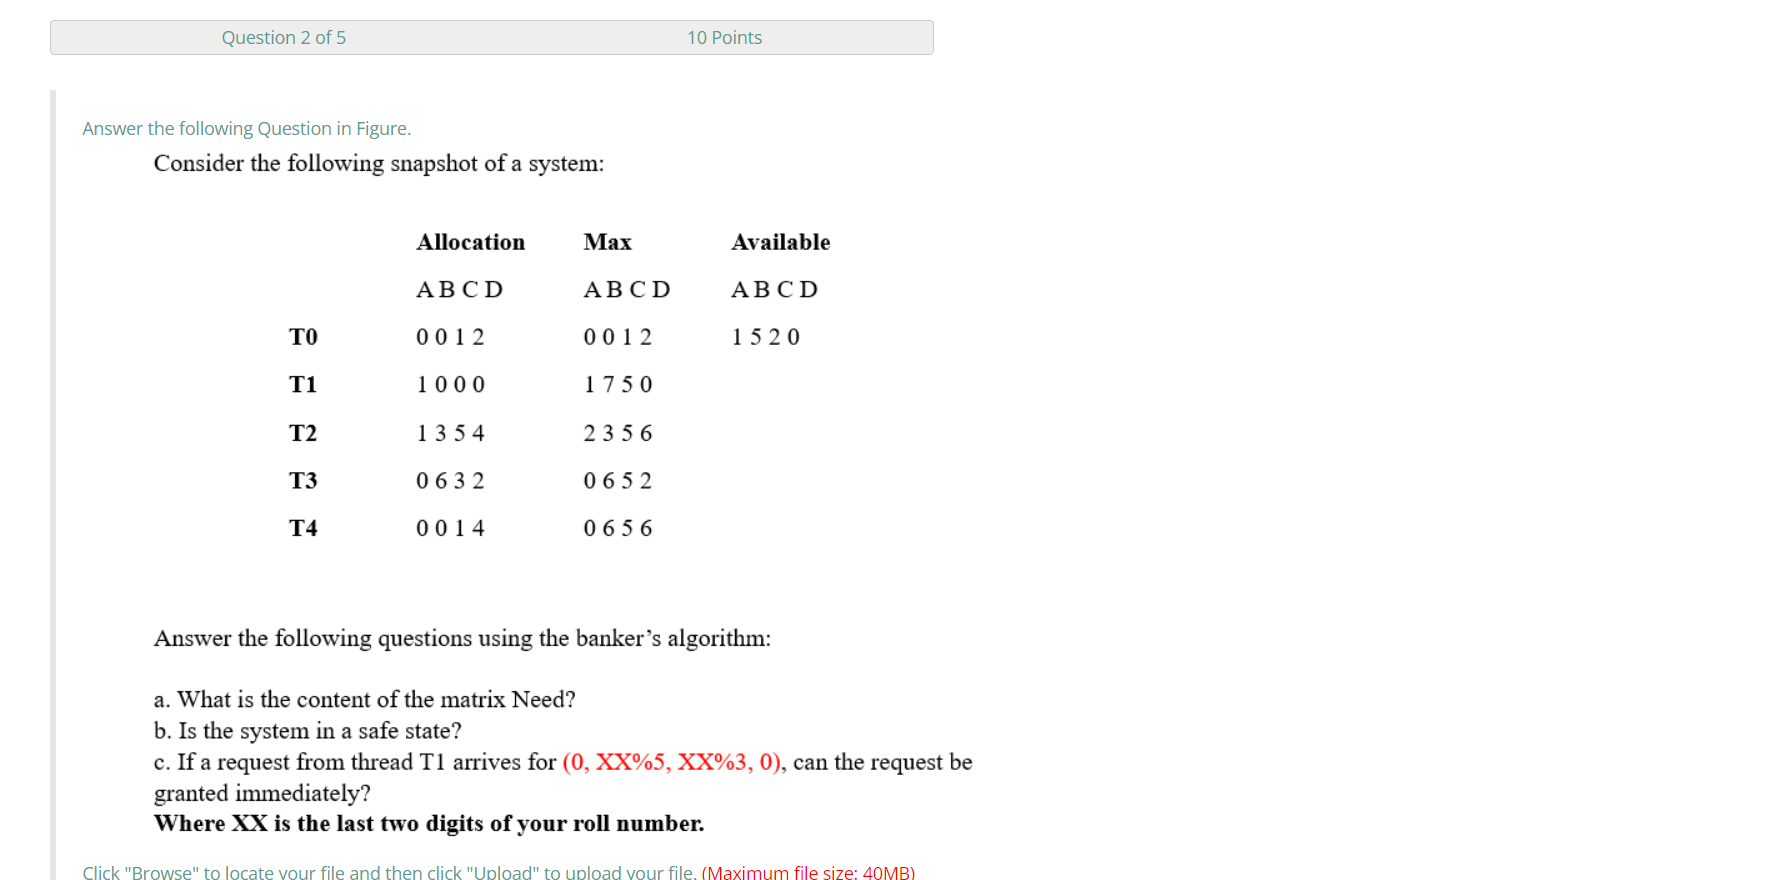 Question 2 of 5 10 Points
Answer the following Question in Figure.
Consider the following snapshot of a system:
Allocation Max Available
A B C D A B C D A B C D
T0 0 0 1 2 0 0 1 2 1 5 2 0
T1 1 0 0 0 1 7 5 0
T2 1 3 5 4 2 3 5 6
T3 0 6 3 2 0 6 5 2
T4 0 0 1 4 0 6 5 6
Answer the following questions using the banker’s algorithm:
a. What is the content of the matrix Need?
b. Is the system in a safe state?
c. If a request from thread T1 arrives for (0, XX%5, XX%3, 0), can the request be
granted immediately?
Where XX is the last two digits of your roll number.
Click "Browse" to locate your file and then click "Upload" to upload your file. (Maximum file size: 40MB)